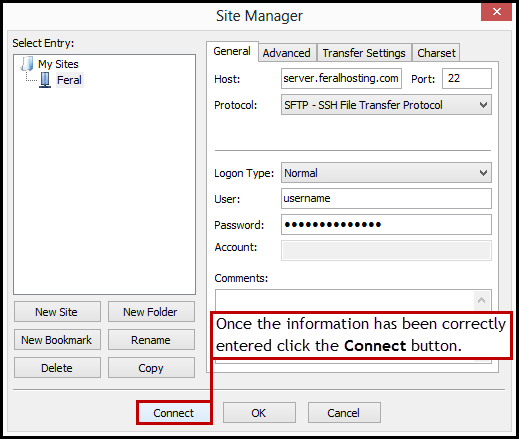 Site Manager
Select Entry:
My Sites
Feral
New Site
New Folder
New Bookmark
Rename
Delete
Copy
General
Advanced
Transfer Settings
Charset
Host:
server.feralhosting.com
Port:
22
Protocol:
SFTP - SSH File Transfer Protocol
Logon Type:
Normal
User:
username
Password:
●●●●●●●●●●●●●●
Account:
Comments:
Once the information has been correctly
entered click the Connect button.
Connect
OK
Cancel